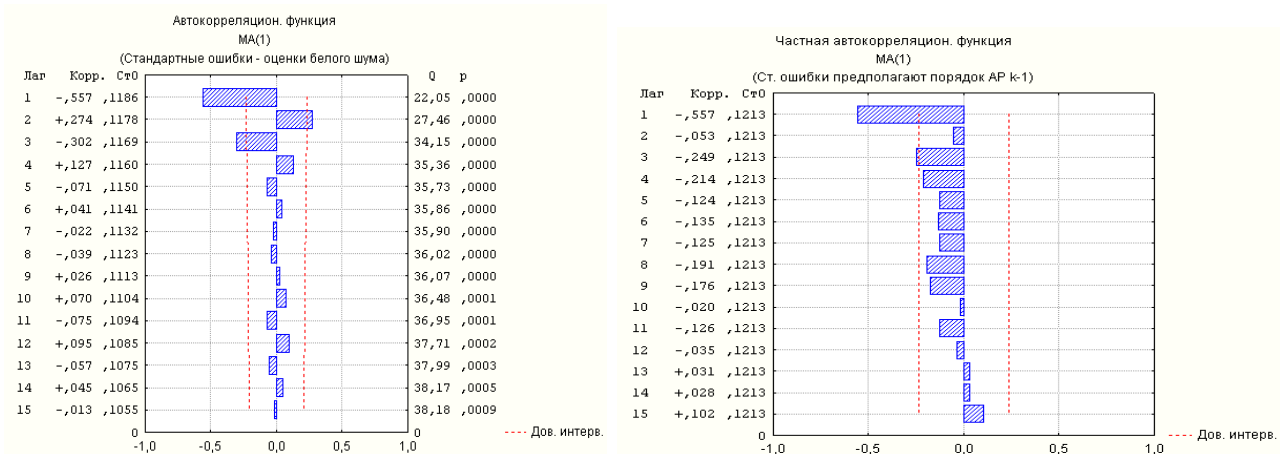 Автокорреляцион. функция
MA(1)
(Стандартные ошибки - оценки белого шума)
Лаг Корр. Ст0 Q p
1 -,557 ,1186 22,05 ,0000
2 +,274 ,1178 27,46 ,0000
3 -,302 ,1169 34,15 ,0000
4 +,127 ,1160 35,36 ,0000
5 -,071 ,1150 35,73 ,0000
6 +,041 ,1141 35,86 ,0000
7 -,022 ,1132 35,90 ,0000
8 -,039 ,1123 36,02 ,0000
9 +,026 ,1113 36,07 ,0000
10 +,070 ,1104 36,48 ,0001
11 -,075 ,1094 36,95 ,0001
12 +,095 ,1085 37,71 ,0002
13 -,057 ,1075 37,99 ,0003
14 +,045 ,1065 38,17 ,0005
15 -,013 ,1055 38,18 ,0009
0 0
-1,0 -0,5 0,0 0,5 1,0
Дов. интерв.
Частная автокорреляцион. функция
MA(1)
(Ст. ошибки предполагают порядок АР k-1)
Лаг Корр. Ст0
1 -,557 ,1213
2 -,053 ,1213
3 -,249 ,1213
4 -,214 ,1213
5 -,124 ,1213
6 -,135 ,1213
7 -,125 ,1213
8 -,191 ,1213
9 -,176 ,1213
10 -,020 ,1213
11 -,126 ,1213
12 -,035 ,1213
13 +,031 ,1213
14 +,028 ,1213
15 +,102 ,1213
0
-1,0 -0,5 0,0 0,5 1,0
Дов. интерв.